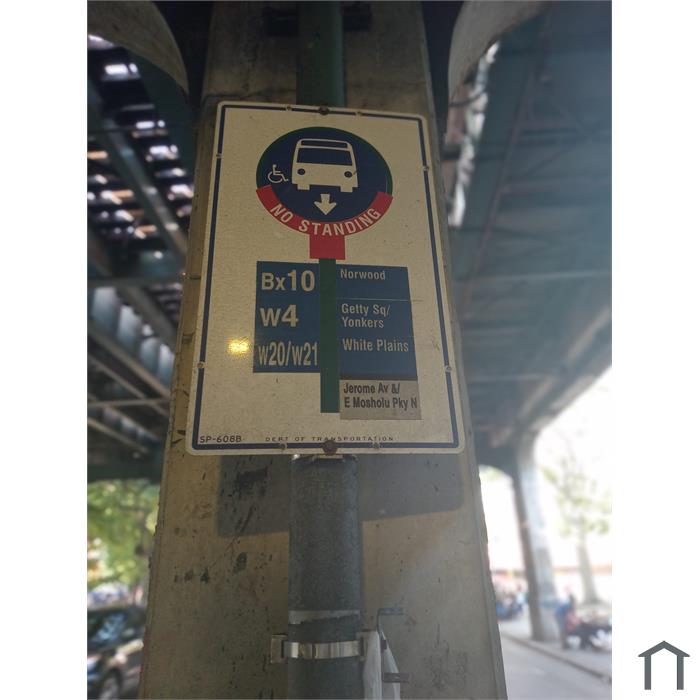 NO STANDING
Bx10 Norwood
W4 Getty Sq/
Yonkers
W20/W21 White Plains
Jerome Av &/
E Mosholu Pky N
SP-608B DEPT OF TRANSPORTATION